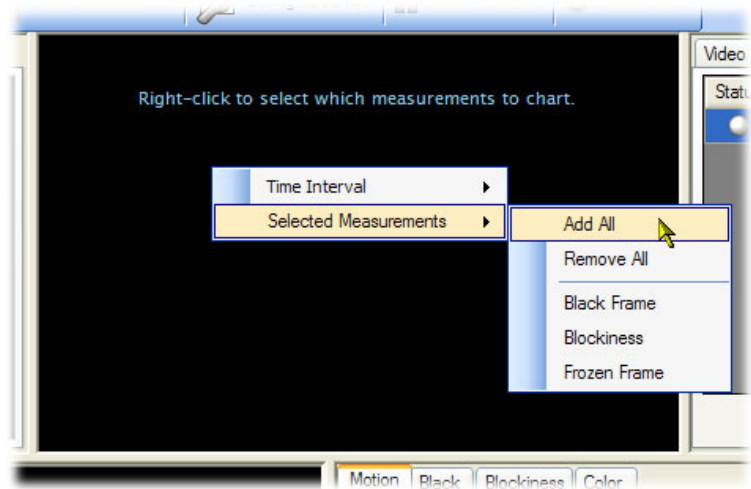 Video
Right-click to select which measurements to chart.
Time Interval
Selected Measurements
Add All
Remove All
Black Frame
Blockiness
Frozen Frame
Motion Black Blockiness Color